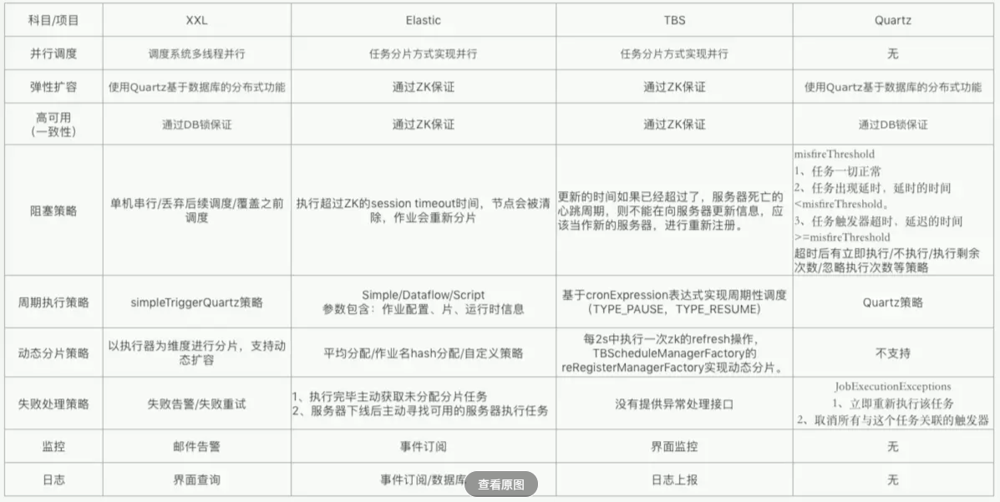 科目/项目 XXL Elastic TBS Quartz
并行调度 调度系统多线程并行 任务分片方式实现并行 任务分片方式实现并行 无
弹性扩容 使用Quartz基于数据库的分布式功能 通过ZK保证 通过ZK保证 使用Quartz基于数据库的分布式功能
高可用
（一致性） 通过DB锁保证 通过ZK保证 通过ZK保证 通过DB锁保证
阻塞策略
单机串行/丢弃后续调度/覆盖之前
调度
执行超过ZK的session timeout时间，节点会被清
除，作业会重新分片
更新的时间如果已经超过了，服务器死亡的
心跳周期，则不能在向服务器更新信息，应
该当作新的服务器，进行重新注册。
misfireThreshold
1、任务一切正常
2、任务出现延时，延时的时间
<misfireThreshold。
3、任务触发器超时，延迟的时间
>=misfireThreshold
超时后有立即执行/不执行/执行剩余
次数/忽略执行次数等策略
周期执行策略
simpleTriggerQuartz策略
Simple/Dataflow/Script
参数包含：作业配置、片、运行时信息
基于cronExpression表达式实现周期性调度
（TYPE_PAUSE，TYPE_RESUME）
Quartz策略
动态分片策略
以执行器为维度进行分片，支持动
态扩容
平均分配/作业名hash分配/自定义策略
每2s中执行一次zk的refresh操作，
TBScheduleManagerFactory的
reRegisterManagerFactory实现动态分片。
不支持
失败处理策略
失败告警/失败重试
1、执行完毕主动获取未分配分片任务
2、服务器下线后主动寻找可用的服务器执行任务
没有提供异常处理接口
JobExecutionExceptions
1、立即重新执行该任务
2、取消所有与这个任务关联的触发器
监控 邮件告警 事件订阅 界面监控 无
日志 界面查询 事件订阅/数据库 日志上报 无
查看原图